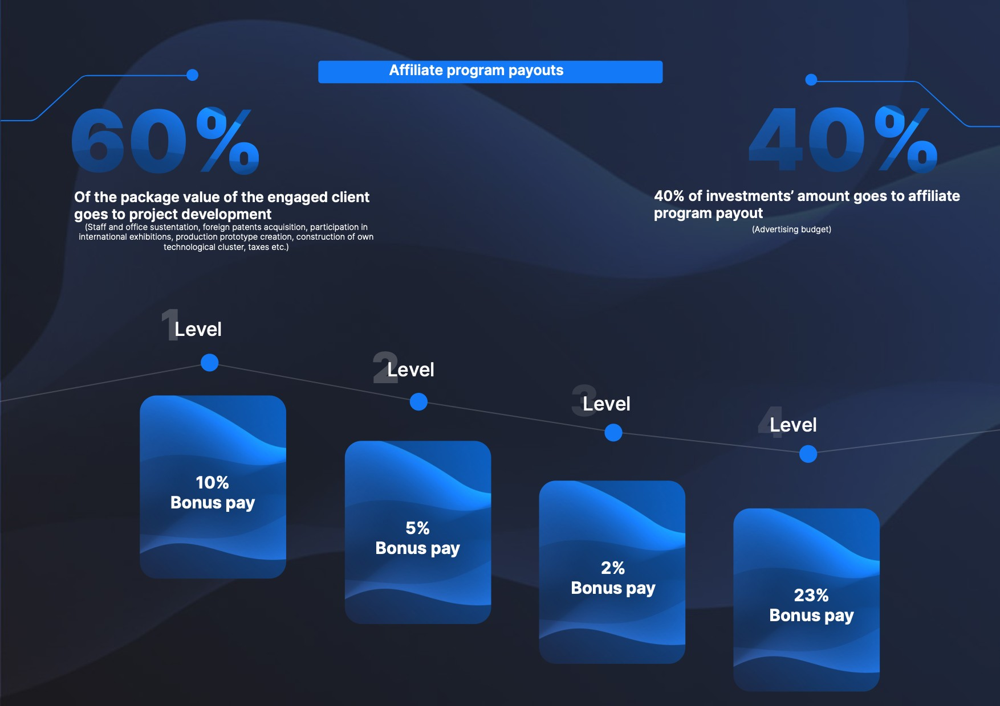 Affiliate program payouts
60%
Of the package value of the engaged client
goes to project development
(Staff and office sustentation, foreign patents acquisition, participation in
international exhibitions, production prototype creation, construction of own
technological cluster, taxes etc.)
40%
40% of investments’ amount goes to affiliate
program payout
(Advertising budget)
1 Level
10%
Bonus pay
2 Level
5%
Bonus pay
3 Level
2%
Bonus pay
4 Level
23%
Bonus pay